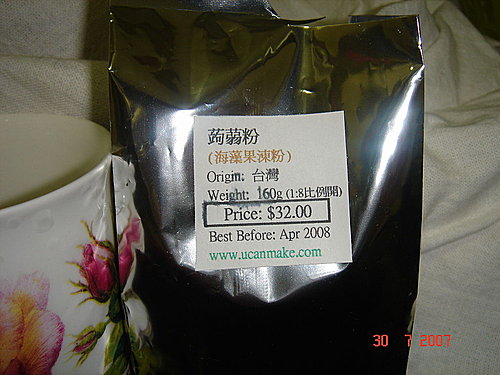 蒟蒻粉
(海藻果凍粉)
Origin: 台灣
Weight: 160g (1:8比例開)
Price: $32.00
Best Before: Apr 2008
www.ucanmake.com
30 7 2007